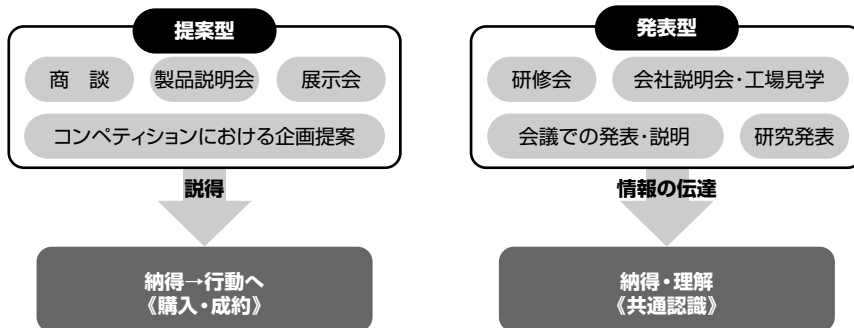 提案型
商　談
製品説明会
展示会
コンペティションにおける企画提案
説得
納得→行動へ
《購入・成約》
発表型
研修会
会社説明会・工場見学
会議での発表・説明
研究発表
情報の伝達
納得・理解
《共通認識》